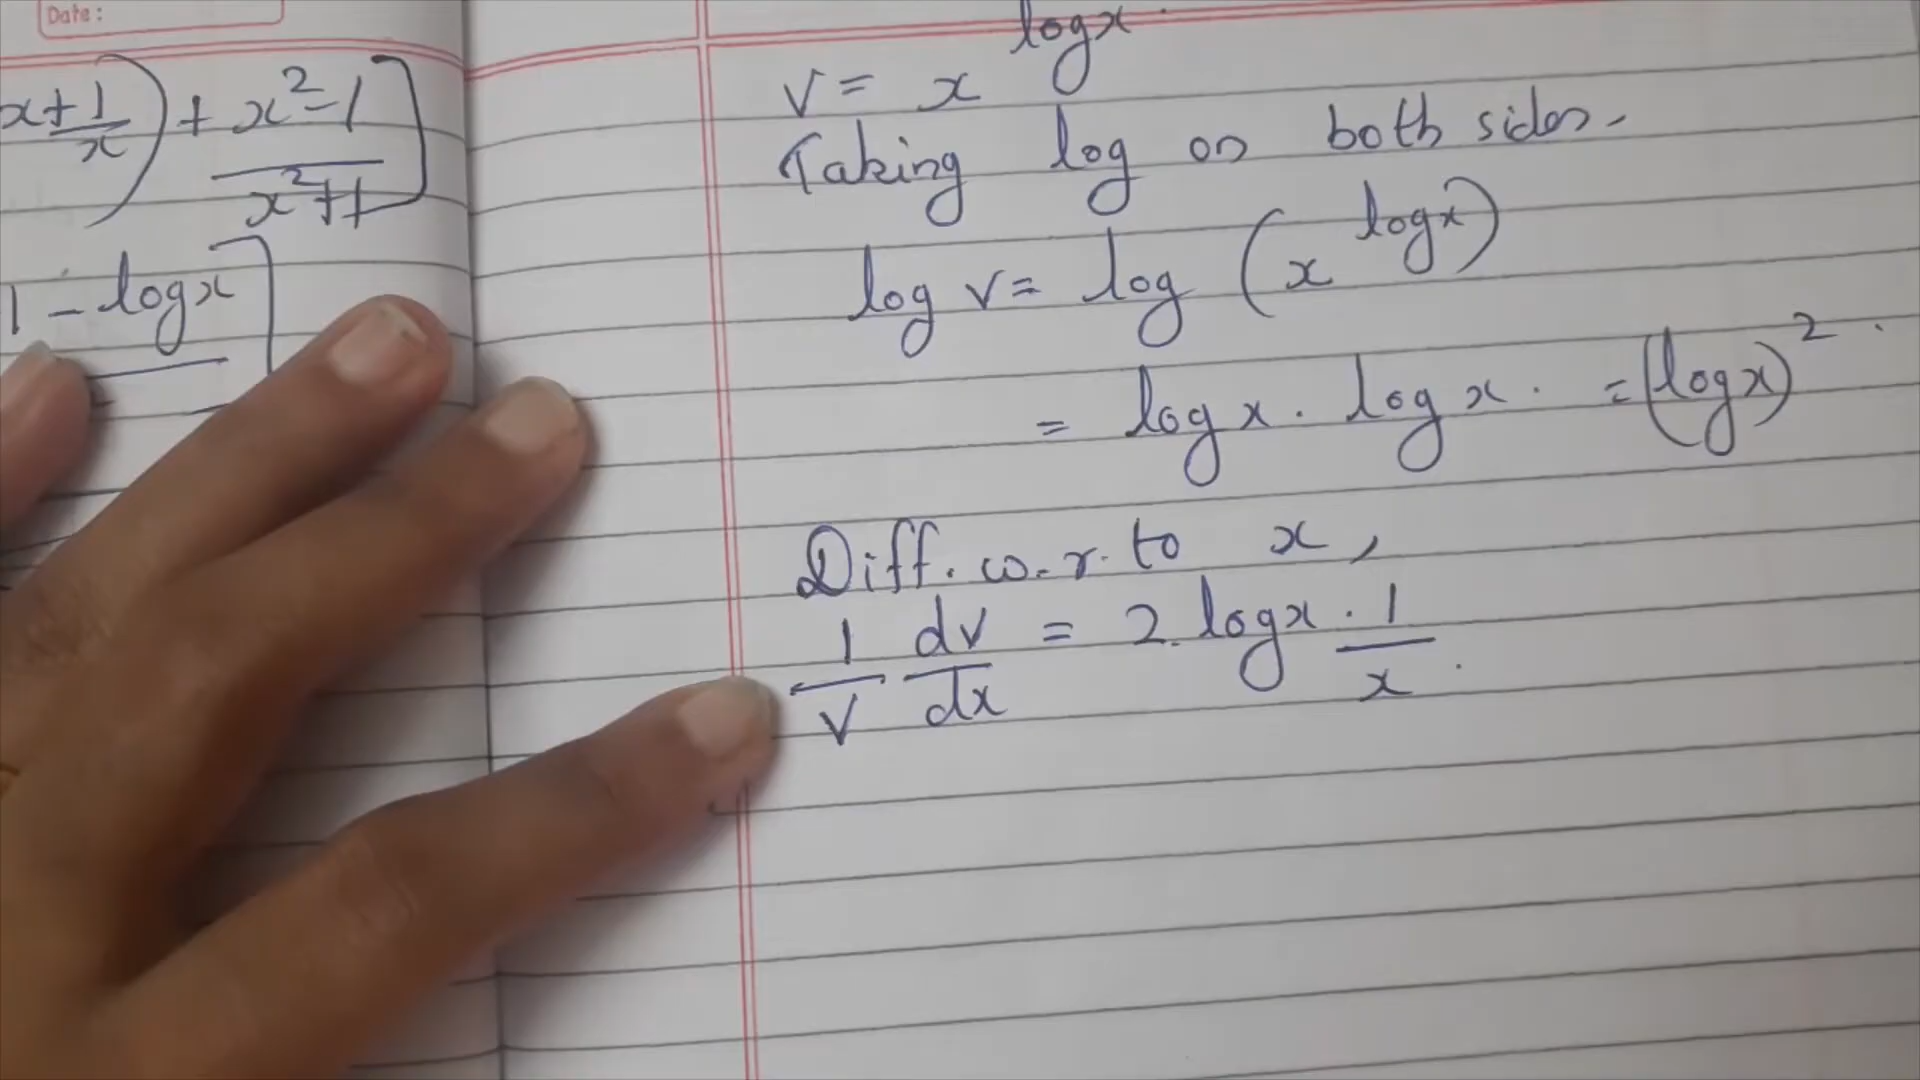 Date:
x + 1/x) + x² - 1 / x² + 1]
1 - log x]
v = x^log x.
Taking log on both sides.
log v = log (x^log x)
= log x . log x . = (log x)² .
Diff. w.r. to x,
1/v dv/dx = 2. log x . 1/x .